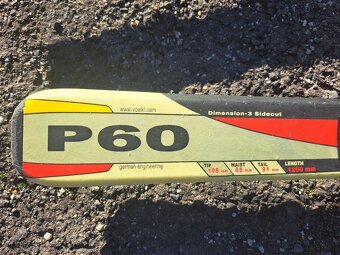 www.voelkl.com
Dimension-3 Sidecut
P60
german engineering
TIP WAIST TAIL LENGTH
105 mm 65 mm 91 mm 1260 mm